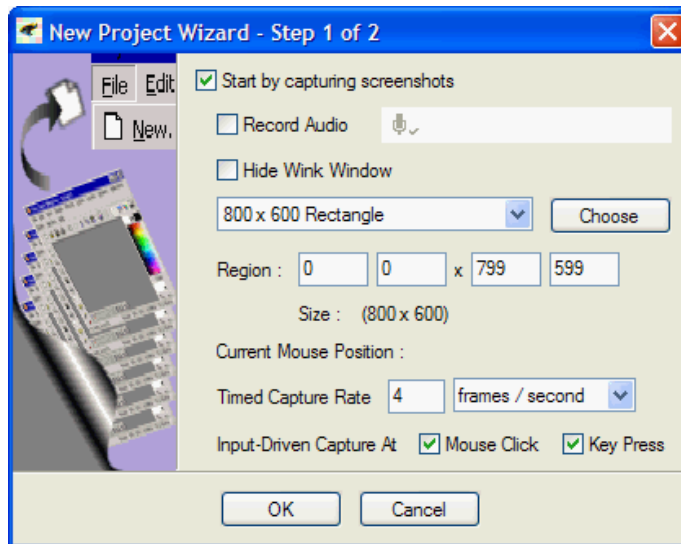 New Project Wizard - Step 1 of 2
File Edit
New.
Start by capturing screenshots
Record Audio
Hide Wink Window
800 x 600 Rectangle Choose
Region : 0 0 x 799 599
Size : (800 x 600)
Current Mouse Position :
Timed Capture Rate 4 frames / second
Input-Driven Capture At Mouse Click Key Press
OK Cancel